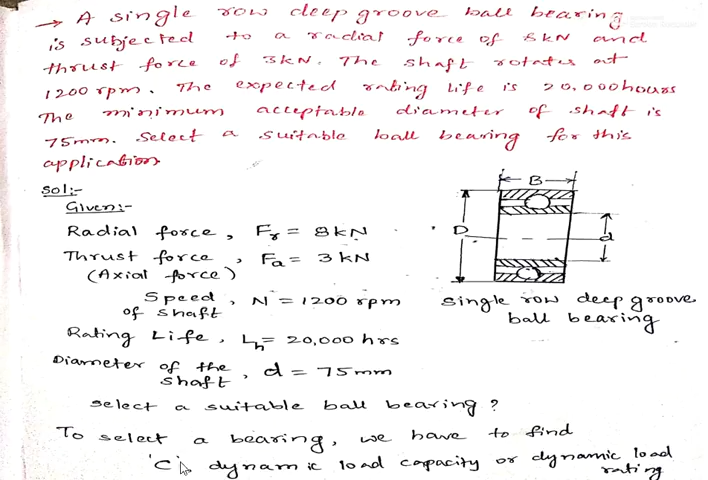 → A single row deep groove ball bearing
is subjected to a radial force of 8kN and
thrust force of 3kN. The shaft rotates at
1200 rpm. The expected rating life is 20,000 hours
The minimum acceptable diameter of shaft is
75mm. Select a suitable ball bearing for this
application
Sol:-
Given:-
Radial force, Fr = 8kN
Thrust force, Fa = 3kN
(Axial force)
Speed of shaft, N = 1200 rpm
Rating Life, Lh = 20,000 hrs
Diameter of the shaft, d = 75mm
B
D
d
single row deep groove
ball bearing
select a suitable ball bearing?
To select a bearing, we have to find
'C' dynamic load capacity or dynamic load
rating